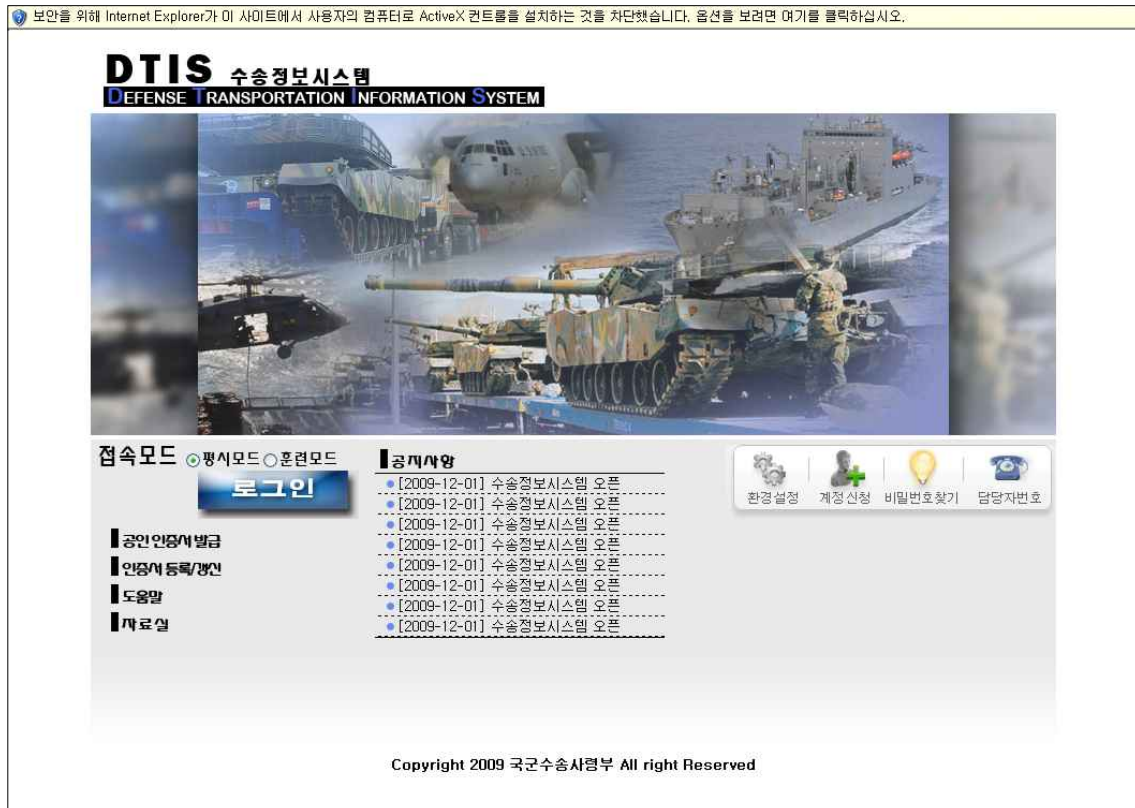 보안을 위해 Internet Explorer가 이 사이트에서 사용자의 컴퓨터로 ActiveX 컨트롤을 설치하는 것을 차단했습니다. 옵션을 보려면 여기를 클릭하십시오.
DTIS 수송정보시스템
DEFENSE TRANSPORTATION INFORMATION SYSTEM
접속모드 평시모드 훈련모드
로그인
공인 인증서 발급
인증서 등록/갱신
도움말
자료실
공지사항
[2009-12-01] 수송정보시스템 오픈
[2009-12-01] 수송정보시스템 오픈
[2009-12-01] 수송정보시스템 오픈
[2009-12-01] 수송정보시스템 오픈
[2009-12-01] 수송정보시스템 오픈
[2009-12-01] 수송정보시스템 오픈
[2009-12-01] 수송정보시스템 오픈
[2009-12-01] 수송정보시스템 오픈
환경설정 계정신청 비밀번호찾기 담당자번호
Copyright 2009 국군수송사령부 All right Reserved